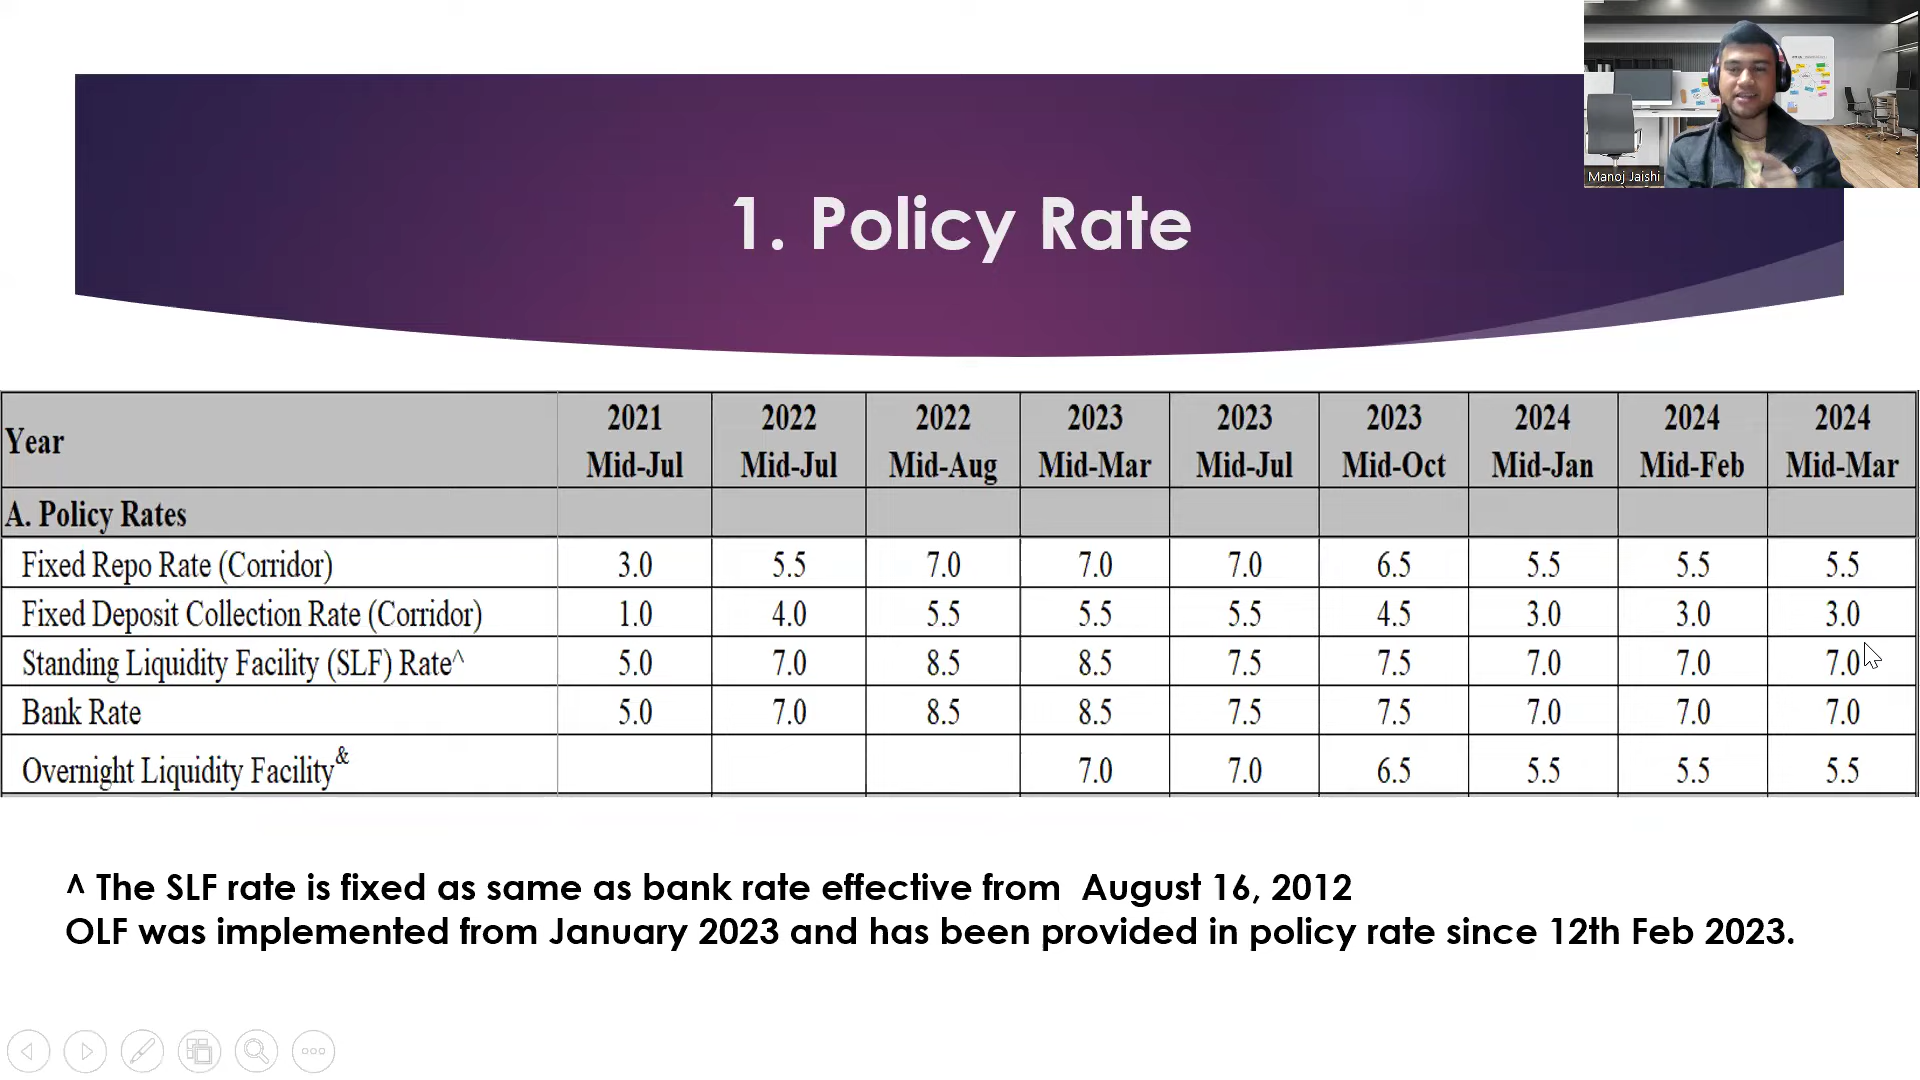 Manoj Jaishi
1. Policy Rate
Year 2021 Mid-Jul 2022 Mid-Jul 2022 Mid-Aug 2023 Mid-Mar 2023 Mid-Jul 2023 Mid-Oct 2024 Mid-Jan 2024 Mid-Feb 2024 Mid-Mar
A. Policy Rates
Fixed Repo Rate (Corridor) 3.0 5.5 7.0 7.0 7.0 6.5 5.5 5.5 5.5
Fixed Deposit Collection Rate (Corridor) 1.0 4.0 5.5 5.5 5.5 4.5 3.0 3.0 3.0
Standing Liquidity Facility (SLF) Rate^ 5.0 7.0 8.5 8.5 7.5 7.5 7.0 7.0 7.0
Bank Rate 5.0 7.0 8.5 8.5 7.5 7.5 7.0 7.0 7.0
Overnight Liquidity Facility& 7.0 7.0 6.5 5.5 5.5 5.5
^ The SLF rate is fixed as same as bank rate effective from August 16, 2012
OLF was implemented from January 2023 and has been provided in policy rate since 12th Feb 2023.